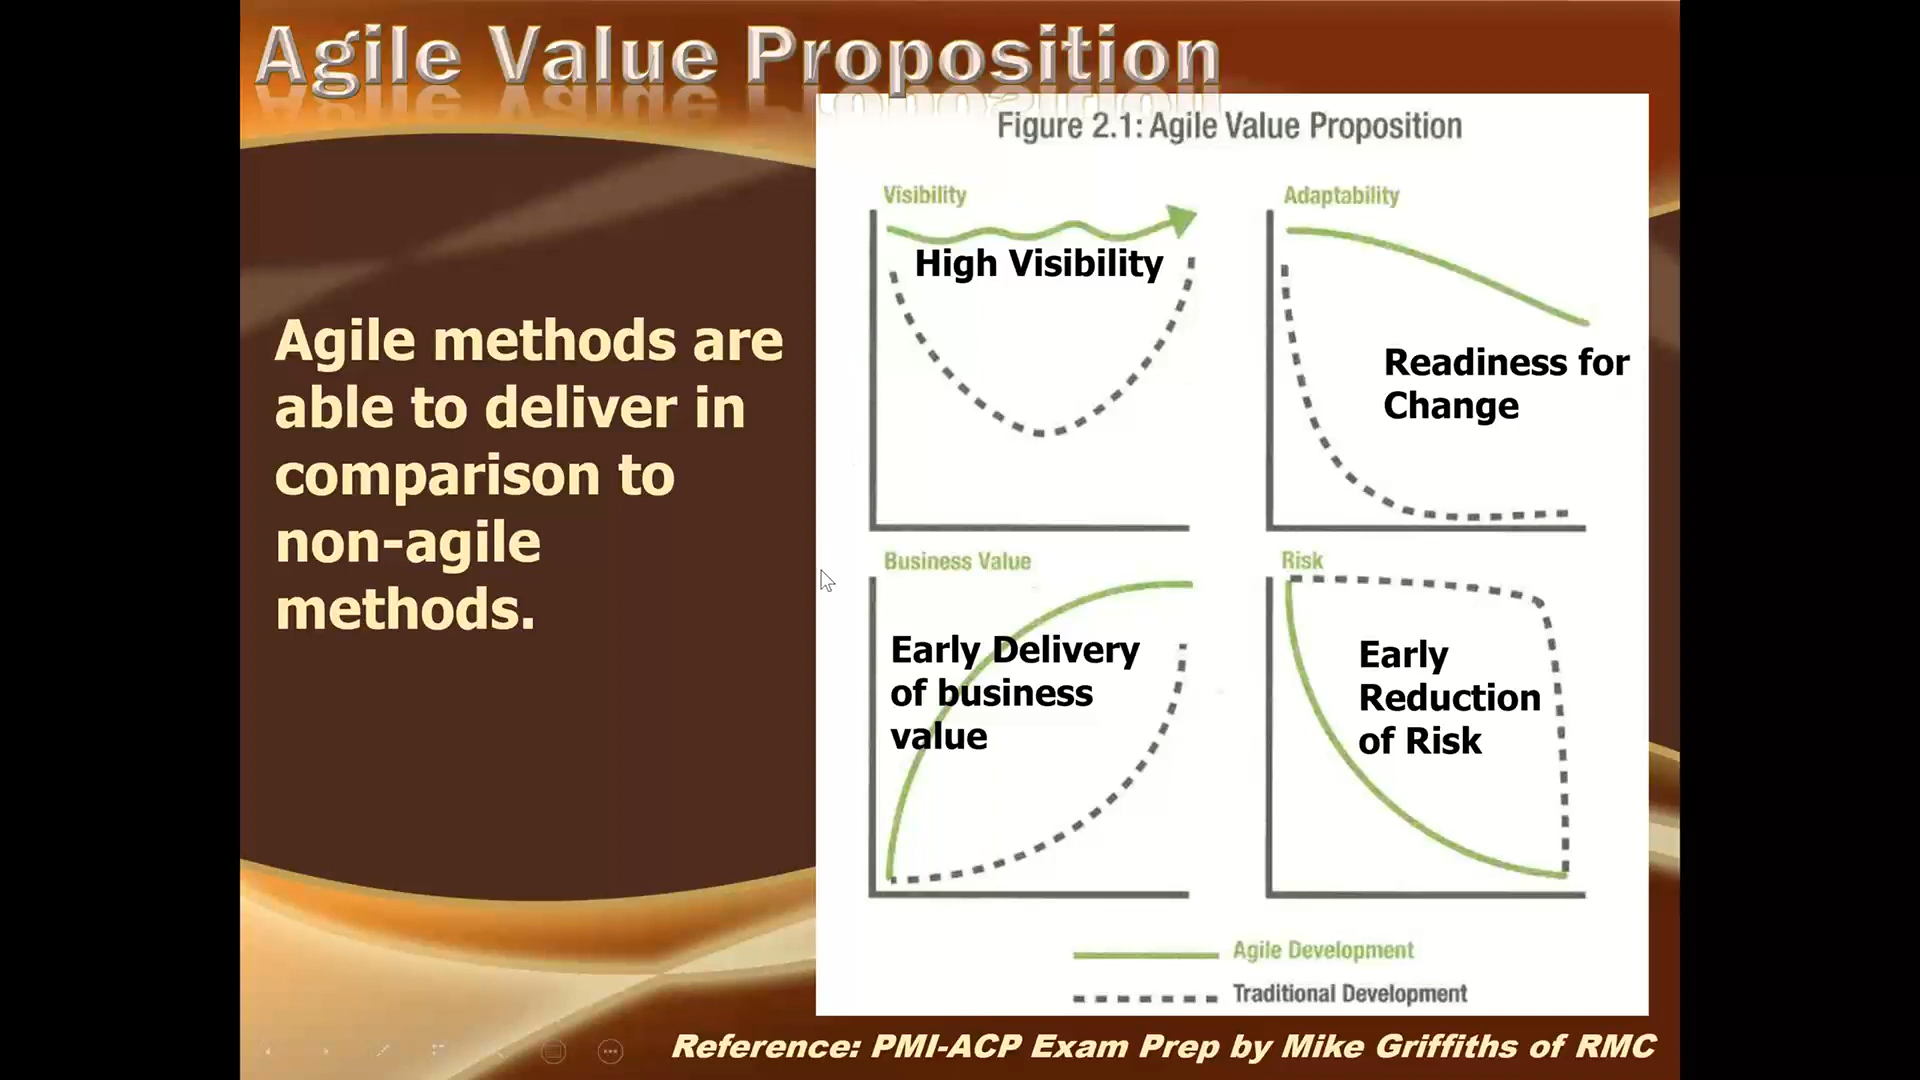 Agile Value Proposition
Agile methods are
able to deliver in
comparison to
non-agile
methods.
Figure 2.1: Agile Value Proposition
Visibility
High Visibility
Adaptability
Readiness for
Change
Business Value
Early Delivery
of business
value
Risk
Early
Reduction
of Risk
Agile Development
Traditional Development
Reference: PMI-ACP Exam Prep by Mike Griffiths of RMC